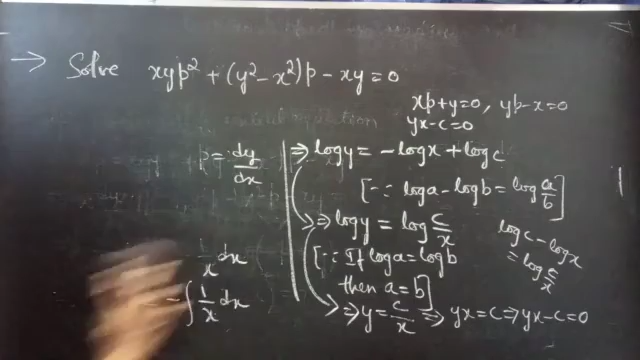 → Solve xyp² + (y² - x²)p - xy = 0
xp + y = 0, yp - x = 0
yx - c = 0
p = dy/dx
⇒ log y = - log x + log c
[∵ log a - log b = log a/b]
⇒ log y = log c/x
log c - log x
= log c/x
[∵ If log a = log b
then a = b]
1/x dx
- ∫ 1/x dx
⇒ y = c/x ⇒ yx = c ⇒ yx - c = 0